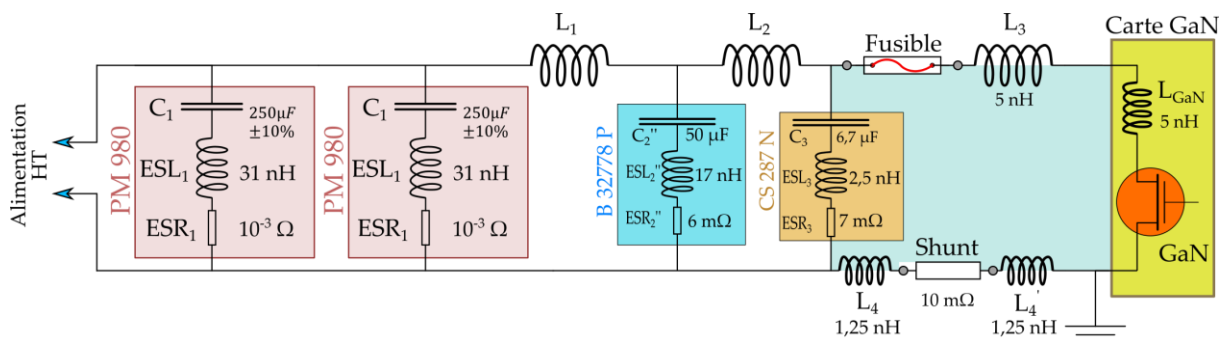 L₁
L₂
Fusible
L₃
5 nH
Carte GaN
L_GaN
5 nH
GaN
Alimentation
HT
PM 980
C₁
250µF
±10%
ESL₁
31 nH
ESR₁
10⁻³ Ω
PM 980
C₁
250µF
±10%
ESL₁
31 nH
ESR₁
10⁻³ Ω
B 32778 P
C₂''
50 µF
ESL₂''
17 nH
ESR₂''
6 mΩ
CS 287 N
C₃
6,7 µF
ESL₃
2,5 nH
ESR₃
7 mΩ
L₄
1,25 nH
Shunt
10 mΩ
L₄'
1,25 nH